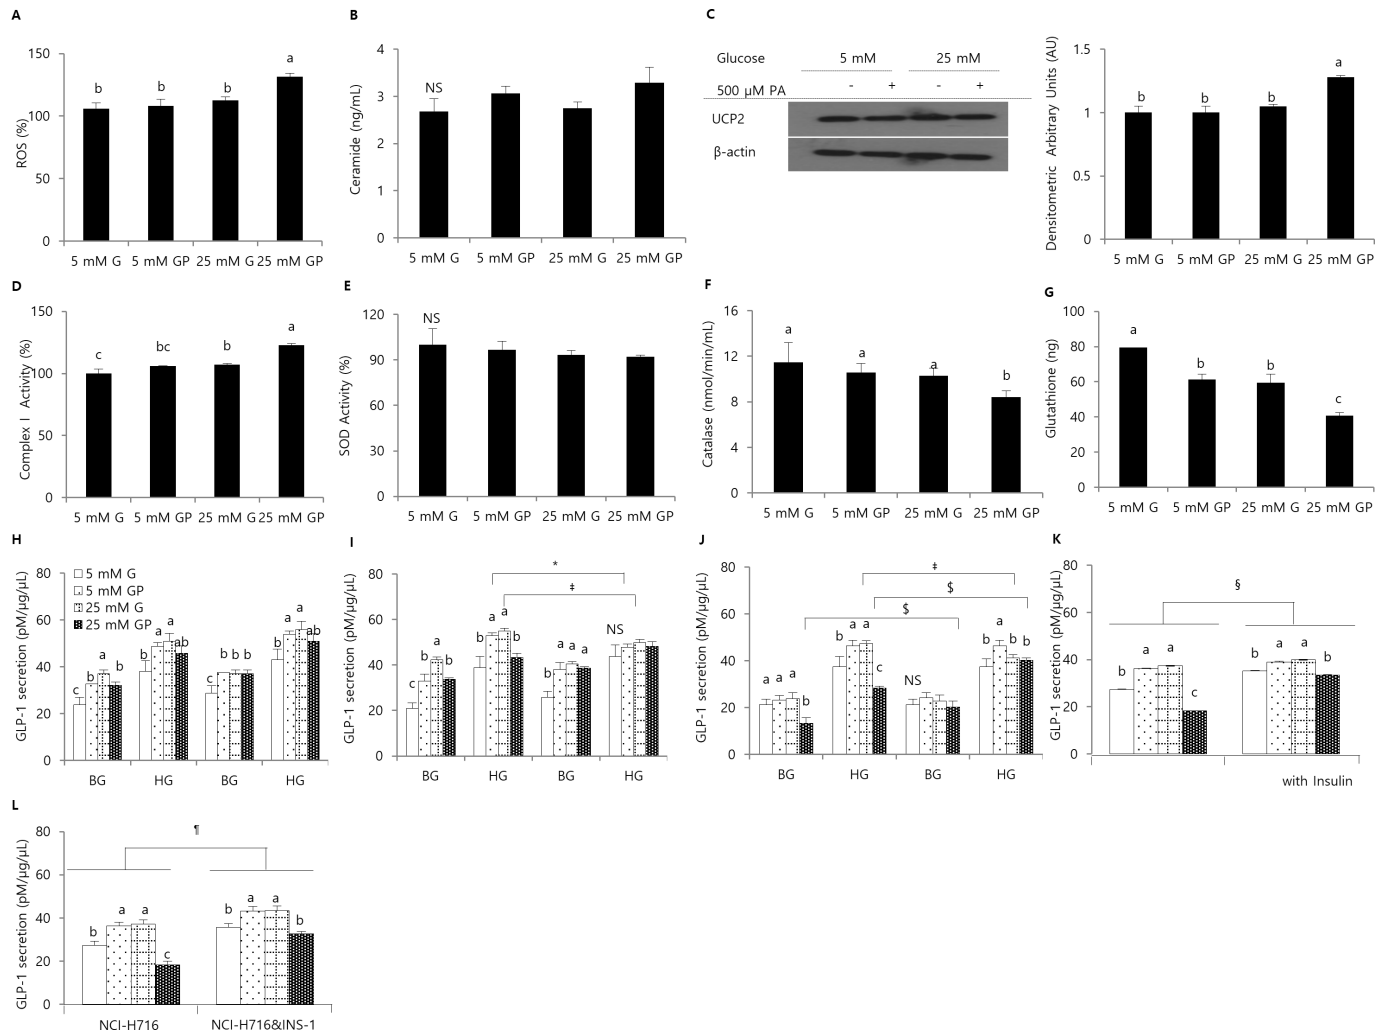 A
ROS (%)
150
100
50
0
b
b
b
a
5 mM G
5 mM GP
25 mM G
25 mM GP
B
Ceramide (ng/mL)
4
3
2
1
0
NS
5 mM G
5 mM GP
25 mM G
25 mM GP
C
Glucose 5 mM 25 mM
500 µM PA - + - +
UCP2
β-actin
Densitometric Arbitrary Units (AU)
1.5
1
0.5
0
b
b
b
a
5 mM G
5 mM GP
25 mM G
25 mM GP
D
Complex I Activity (%)
150
100
50
0
c
bc
b
a
5 mM G
5 mM GP
25 mM G
25 mM GP
E
SOD Activity (%)
120
90
60
30
0
NS
5 mM G
5 mM GP
25 mM G
25 mM GP
F
Catalase (nmol/min/mL)
16
12
8
4
0
a
a
a
b
5 mM G
5 mM GP
25 mM G
25 mM GP
G
Glutathione (ng)
100
80
60
40
20
0
a
b
b
c
5 mM G
5 mM GP
25 mM G
25 mM GP
H
GLP-1 secretion (pM/µg/µL)
80
60
40
20
0
5 mM G
5 mM GP
25 mM G
25 mM GP
c b a b
b a a ab
c b b b
b a a ab
BG
HG
BG
HG
I
GLP-1 secretion (pM/µg/µL)
80
60
40
20
0
*
‡
c b a b
b a a b
b a a a
NS
BG
HG
BG
HG
J
GLP-1 secretion (pM/µg/µL)
80
60
40
20
0
‡
$
$
a a a b
b a a c
NS
b a b b
BG
HG
BG
HG
K
GLP-1 secretion (pM/µg/µL)
80
60
40
20
0
§
b a a c
b a a b
with Insulin
L
GLP-1 secretion (pM/µg/µL)
80
60
40
20
0
¶
b a a c
b a a b
NCI-H716
NCI-H716&INS-1